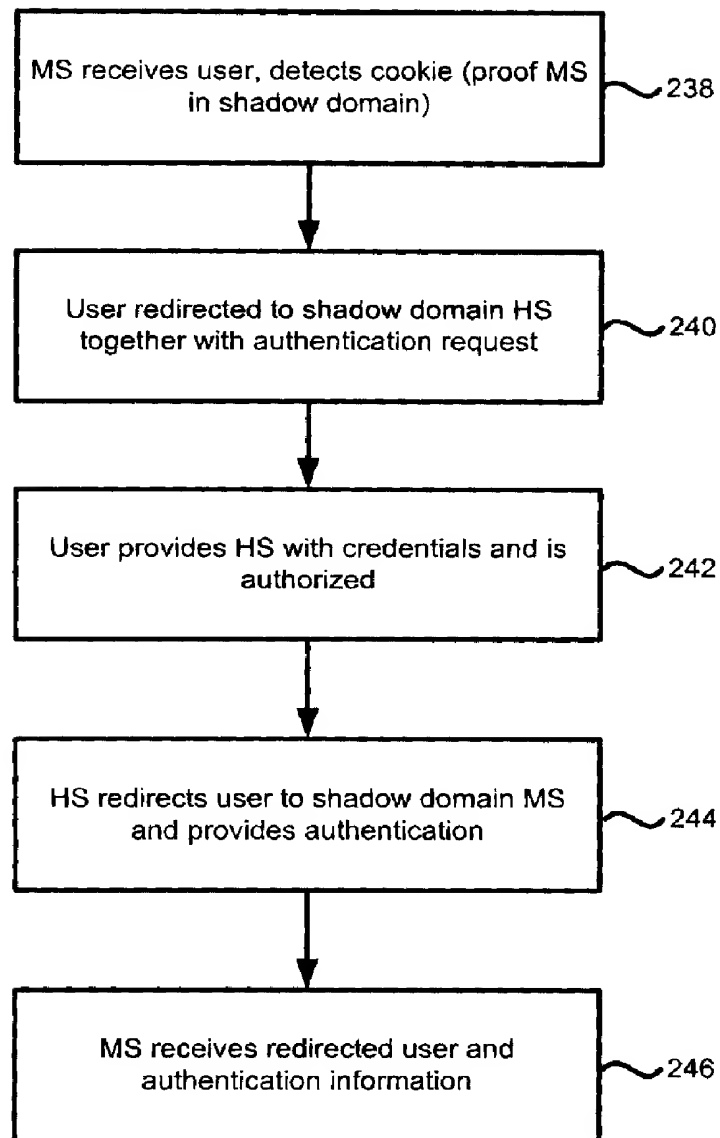 MS receives user, detects cookie (proof MS
in shadow domain)
238
User redirected to shadow domain HS
together with authentication request
240
User provides HS with credentials and is
authorized
242
HS redirects user to shadow domain MS
and provides authentication
244
MS receives redirected user and
authentication information
246